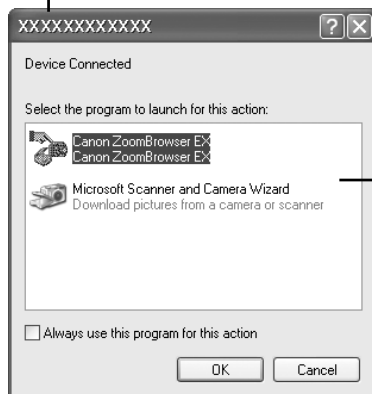 XXXXXXXXXXXX
Device Connected
Select the program to launch for this action:
Canon ZoomBrowser EX
Canon ZoomBrowser EX
Microsoft Scanner and Camera Wizard
Download pictures from a camera or scanner
Always use this program for this action
OK Cancel